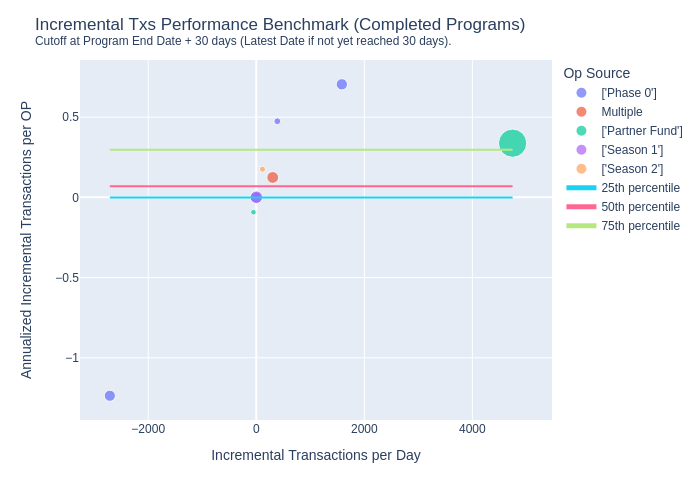 Incremental Txs Performance Benchmark (Completed Programs)
Cutoff at Program End Date + 30 days (Latest Date if not yet reached 30 days).
Annualized Incremental Transactions per OP
0.5
0
−0.5
−1
−2000
0
2000
4000
Incremental Transactions per Day
Op Source
['Phase 0']
Multiple
['Partner Fund']
['Season 1']
['Season 2']
25th percentile
50th percentile
75th percentile